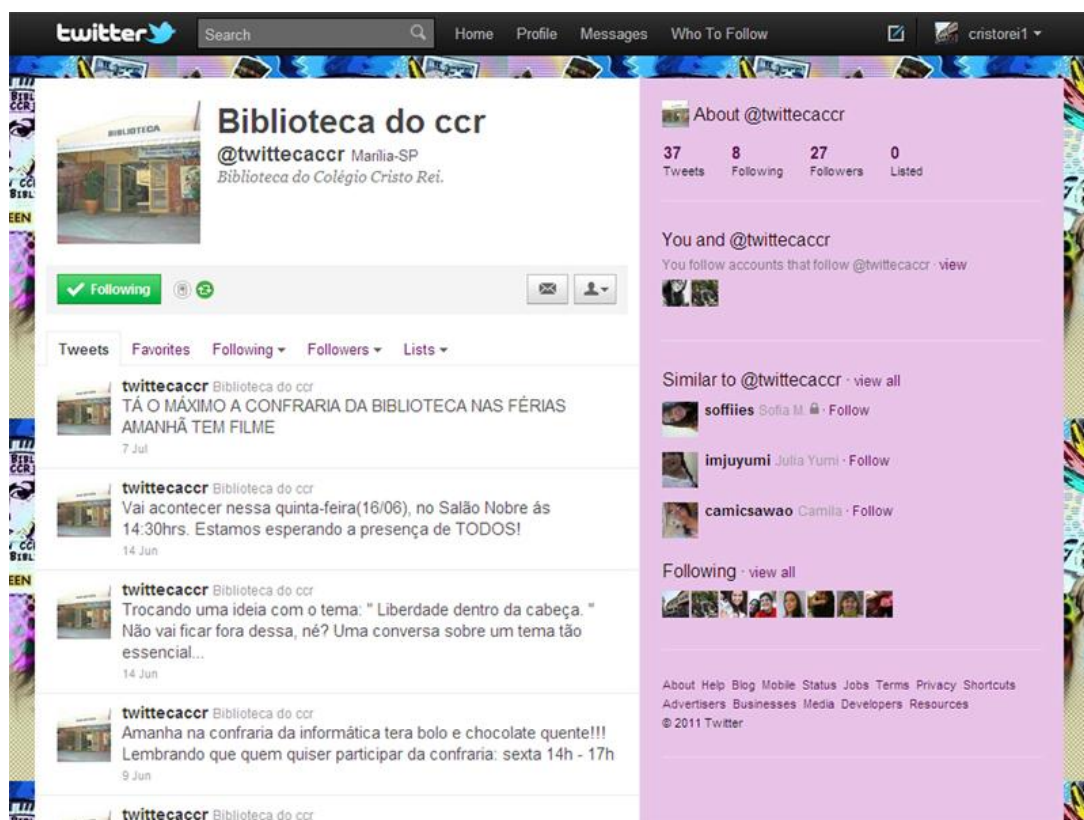 twitter Search Home Profile Messages Who To Follow cristorei1
BIBLIOTECA
Biblioteca do ccr
@twittecaccr Marília-SP
Biblioteca do Colégio Cristo Rei.
Following
Tweets Favorites Following Followers Lists
twittecaccr Biblioteca do ccr
TÁ O MÁXIMO A CONFRARIA DA BIBLIOTECA NAS FÉRIAS
AMANHÃ TEM FILME
7 Jul
twittecaccr Biblioteca do ccr
Vai acontecer nessa quinta-feira(16/06), no Salão Nobre ás
14:30hrs. Estamos esperando a presença de TODOS!
14 Jun
twittecaccr Biblioteca do ccr
Trocando uma ideia com o tema: " Liberdade dentro da cabeça. "
Não vai ficar fora dessa, né? Uma conversa sobre um tema tão
essencial...
14 Jun
twittecaccr Biblioteca do ccr
Amanha na confraria da informática tera bolo e chocolate quente!!!
Lembrando que quem quiser participar da confraria: sexta 14h - 17h
9 Jun
twittecaccr Biblioteca do ccr
About @twittecaccr
37 8 27 0
Tweets Following Followers Listed
You and @twittecaccr
You follow accounts that follow @twittecaccr · view
Similar to @twittecaccr · view all
soffiies Sofia M. · Follow
imjuyumi Julia Yumi · Follow
camicsawao Camila · Follow
Following · view all
About Help Blog Mobile Status Jobs Terms Privacy Shortcuts
Advertisers Businesses Media Developers Resources
© 2011 Twitter